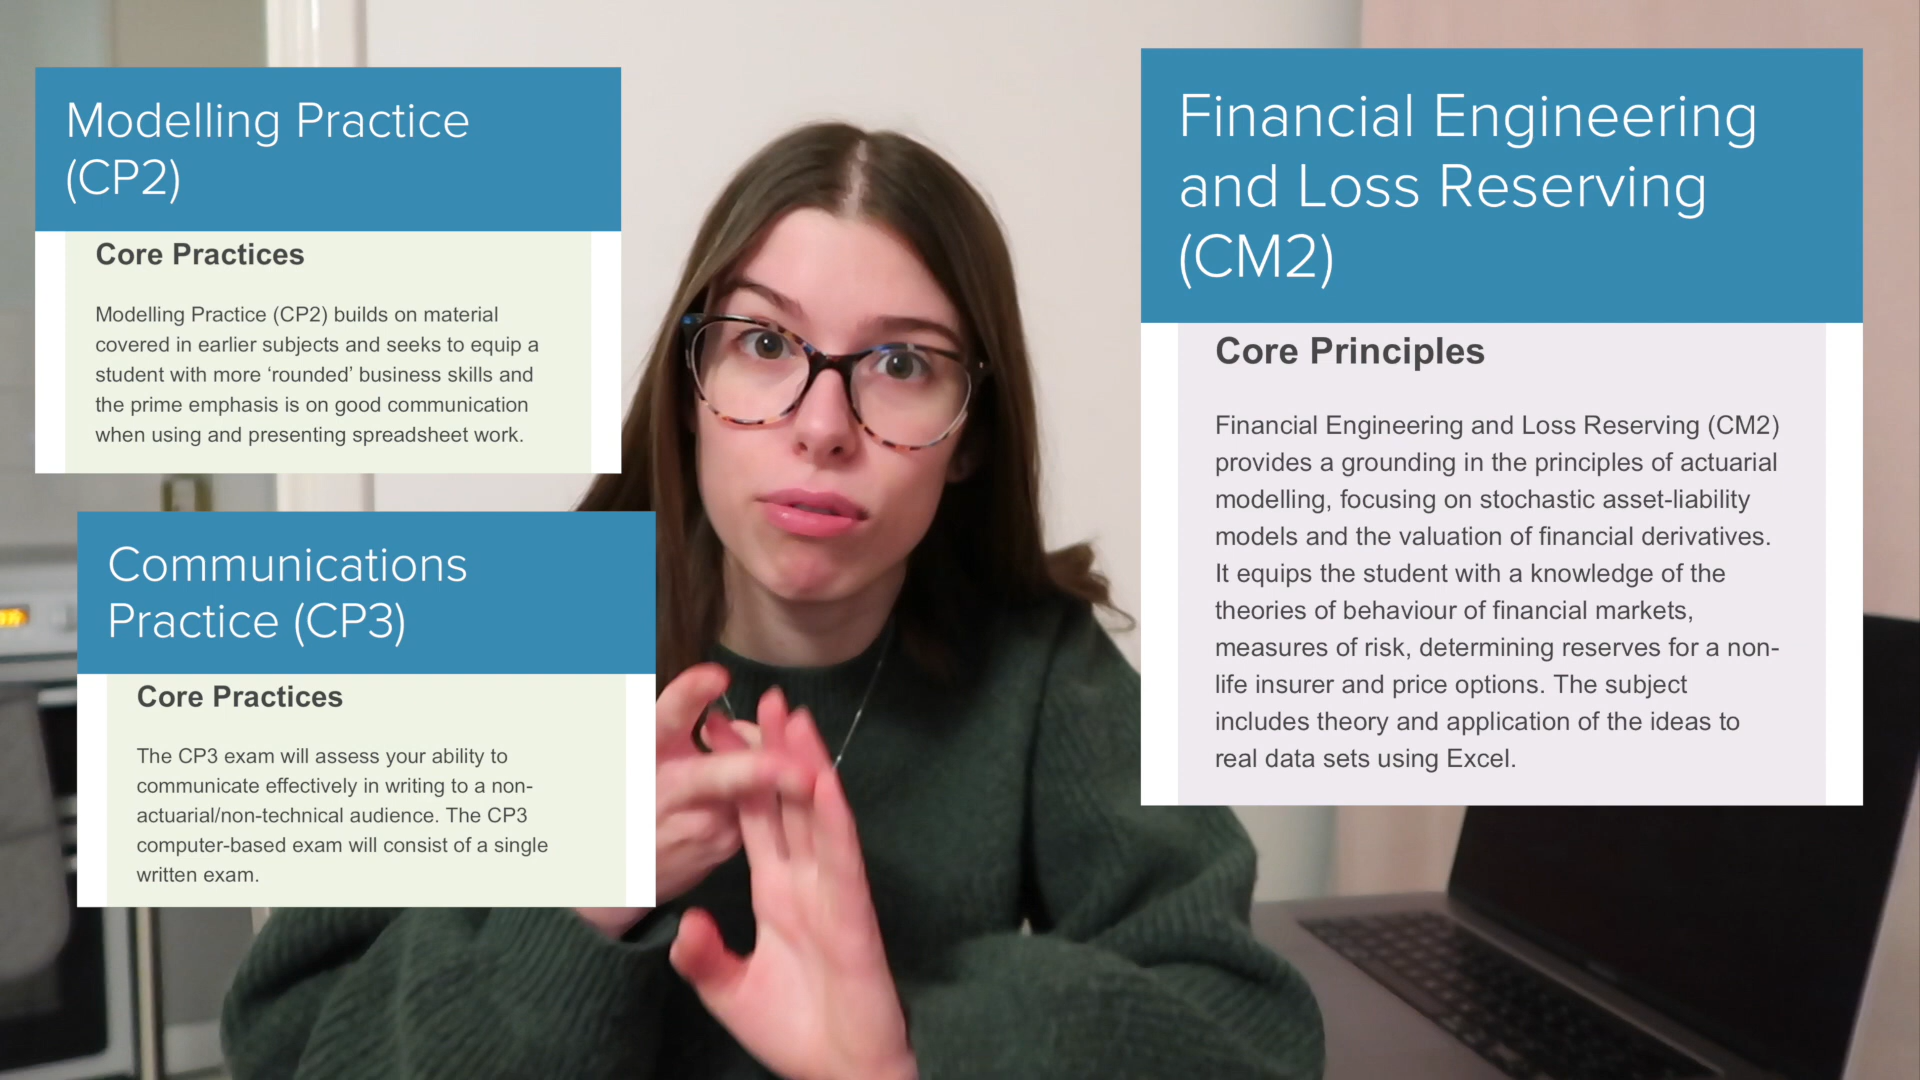 Modelling Practice
(CP2)
Core Practices
Modelling Practice (CP2) builds on material
covered in earlier subjects and seeks to equip a
student with more ‘rounded’ business skills and
the prime emphasis is on good communication
when using and presenting spreadsheet work.
Communications
Practice (CP3)
Core Practices
The CP3 exam will assess your ability to
communicate effectively in writing to a non-
actuarial/non-technical audience. The CP3
computer-based exam will consist of a single
written exam.
Financial Engineering
and Loss Reserving
(CM2)
Core Principles
Financial Engineering and Loss Reserving (CM2)
provides a grounding in the principles of actuarial
modelling, focusing on stochastic asset-liability
models and the valuation of financial derivatives.
It equips the student with a knowledge of the
theories of behaviour of financial markets,
measures of risk, determining reserves for a non-
life insurer and price options. The subject
includes theory and application of the ideas to
real data sets using Excel.